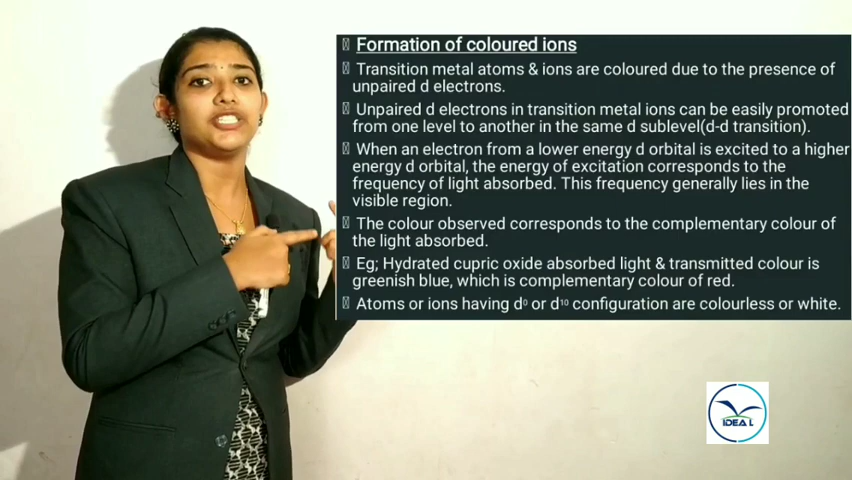 Formation of coloured ions
Transition metal atoms & ions are coloured due to the presence of
unpaired d electrons.
Unpaired d electrons in transition metal ions can be easily promoted
from one level to another in the same d sublevel(d-d transition).
When an electron from a lower energy d orbital is excited to a higher
energy d orbital, the energy of excitation corresponds to the
frequency of light absorbed. This frequency generally lies in the
visible region.
The colour observed corresponds to the complementary colour of
the light absorbed.
Eg; Hydrated cupric oxide absorbed light & transmitted colour is
greenish blue, which is complementary colour of red.
Atoms or ions having d⁰ or d¹⁰ configuration are colourless or white.
IDEAL